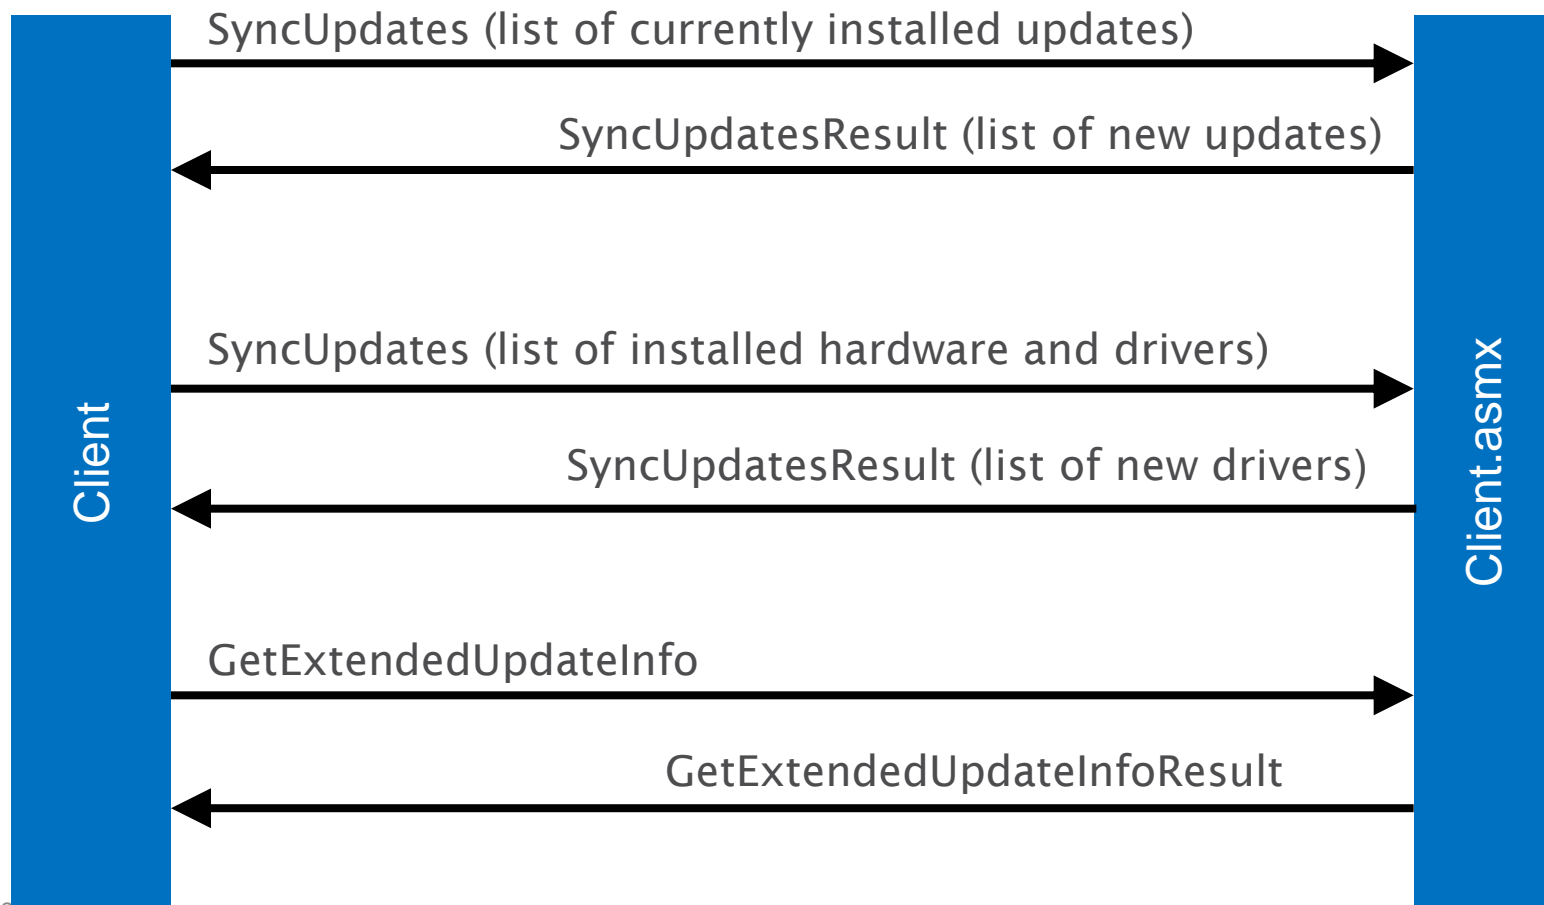 SyncUpdates (list of currently installed updates)
SyncUpdatesResult (list of new updates)
SyncUpdates (list of installed hardware and drivers)
SyncUpdatesResult (list of new drivers)
GetExtendedUpdateInfo
GetExtendedUpdateInfoResult
Client
Client.asmx